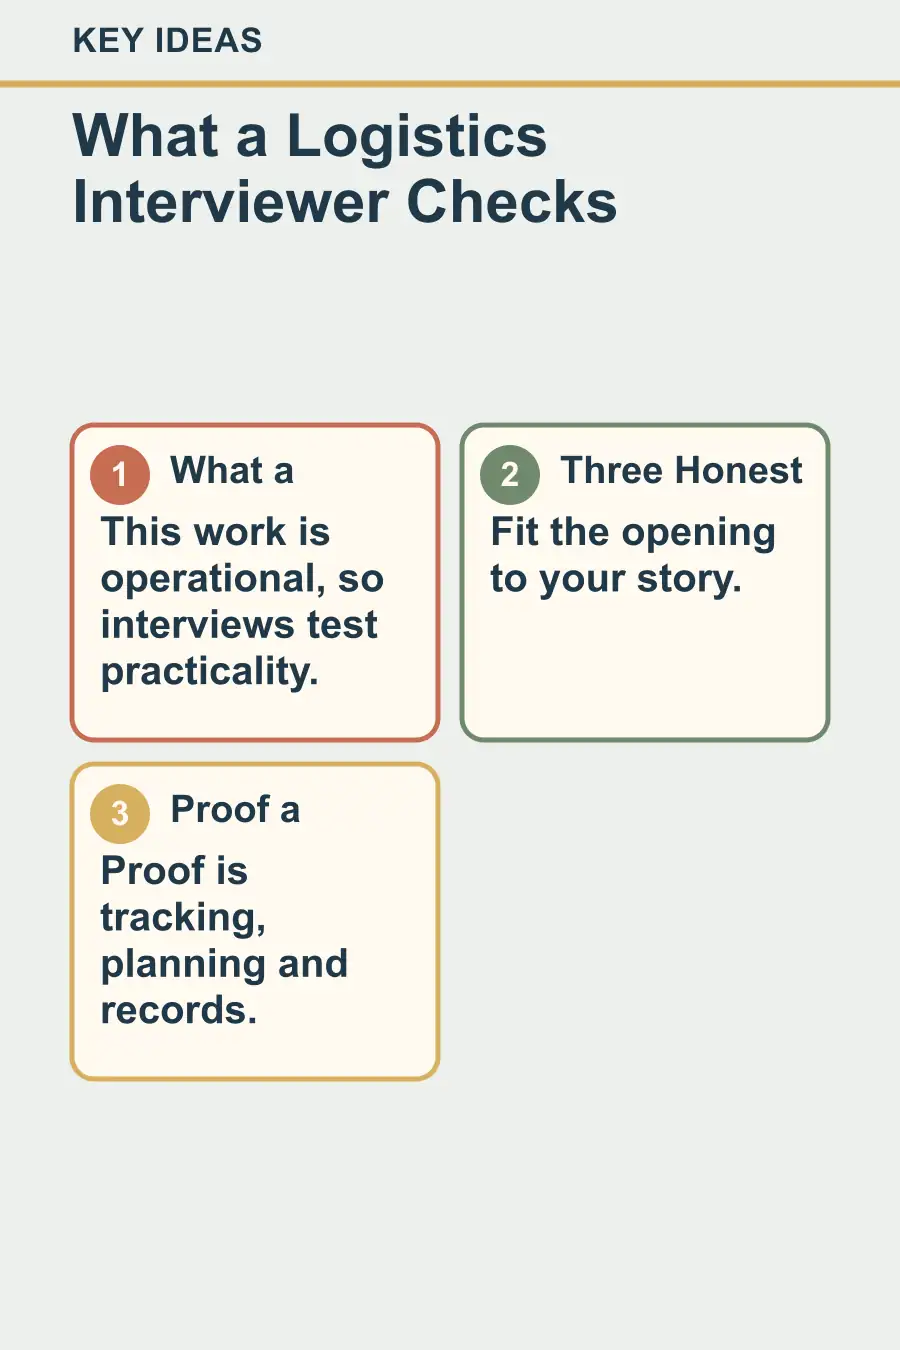 KEY IDEAS
What a Logistics
Interviewer Checks
1 What a
This work is
operational, so
interviews test
practicality.
2 Three Honest
Fit the opening
to your story.
3 Proof a
Proof is
tracking,
planning and
records.